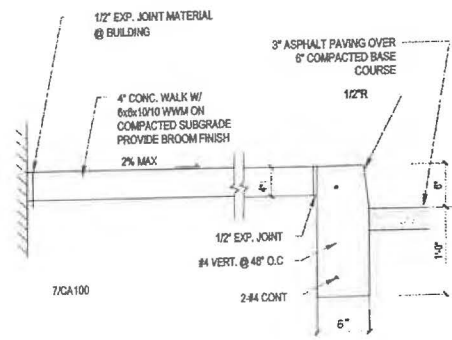 1/2" EXP. JOINT MATERIAL
@ BUILDING
3" ASPHALT PAVING OVER
6" COMPACTED BASE
COURSE
1/2"R
4" CONC. WALK W/
6x6x10/10 WWM ON
COMPACTED SUBGRADE
PROVIDE BROOM FINISH
2% MAX
4"
6"
1/2" EXP. JOINT
#4 VERT. @ 48" O.C
1'-0"
7/CA100
2-#4 CONT
6"